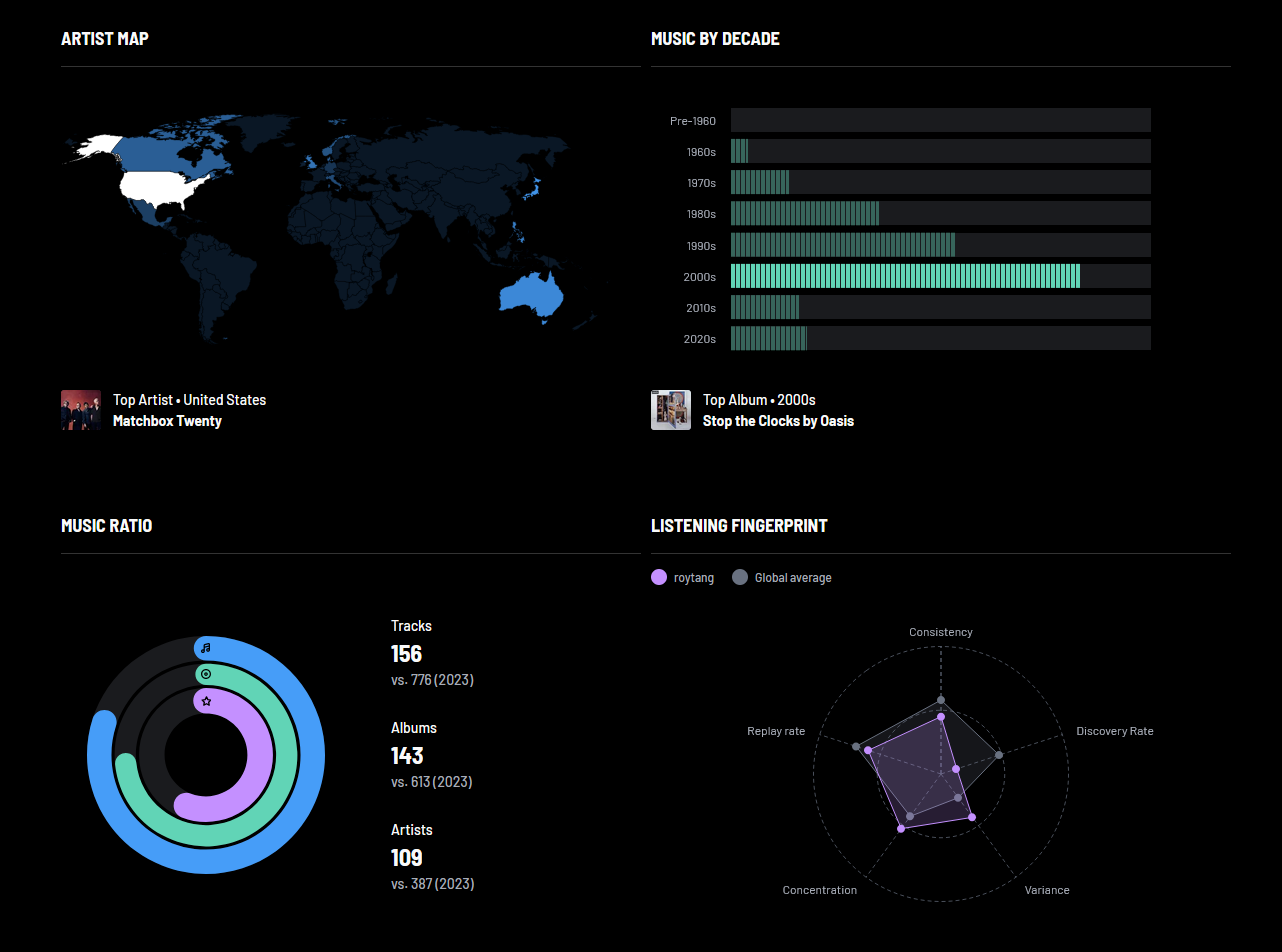 ARTIST MAP
MUSIC BY DECADE
Pre-1960
1960s
1970s
1980s
1990s
2000s
2010s
2020s
Top Artist • United States
Matchbox Twenty
Top Album • 2000s
Stop the Clocks by Oasis
MUSIC RATIO
LISTENING FINGERPRINT
roytang
Global average
Tracks
156
vs. 776 (2023)
Albums
143
vs. 613 (2023)
Artists
109
vs. 387 (2023)
Consistency
Replay rate
Discovery Rate
Concentration
Variance